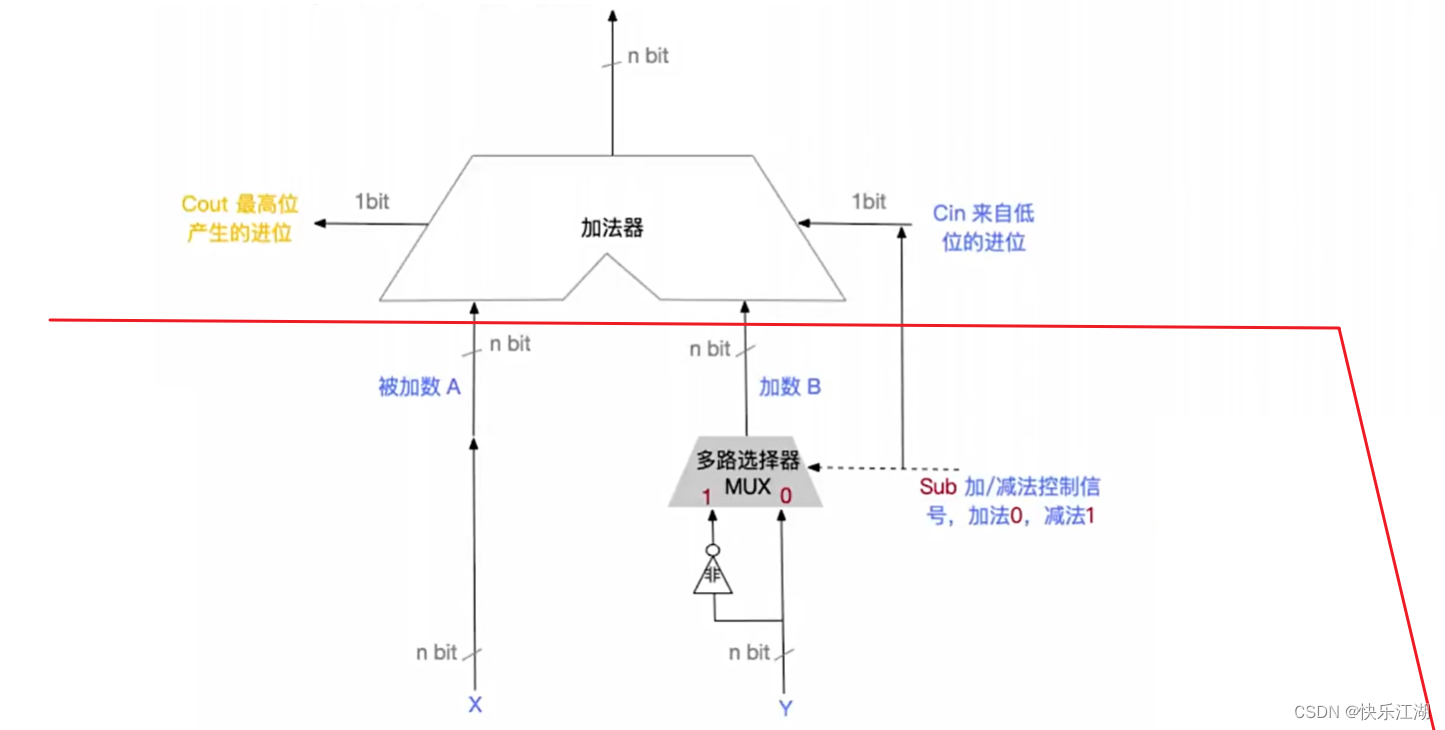 n bit
Cout 最高位
产生的进位
1bit
加法器
1bit
Cin 来自低
位的进位
n bit
n bit
被加数 A
加数 B
多路选择器
MUX
1
0
Sub 加/减法控制信
号，加法0，减法1
非
n bit
n bit
X
Y
CSDN @快乐江湖